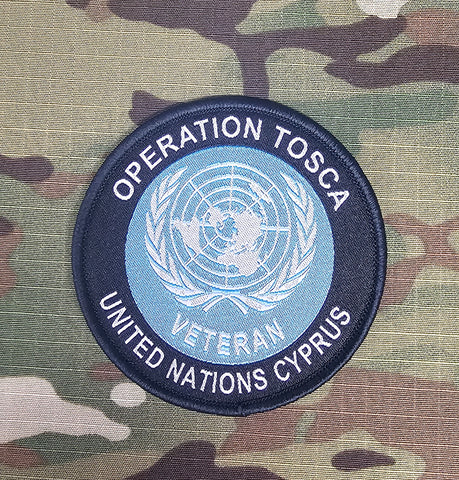 OPERATION TOSCA
VETERAN
UNITED NATIONS CYPRUS